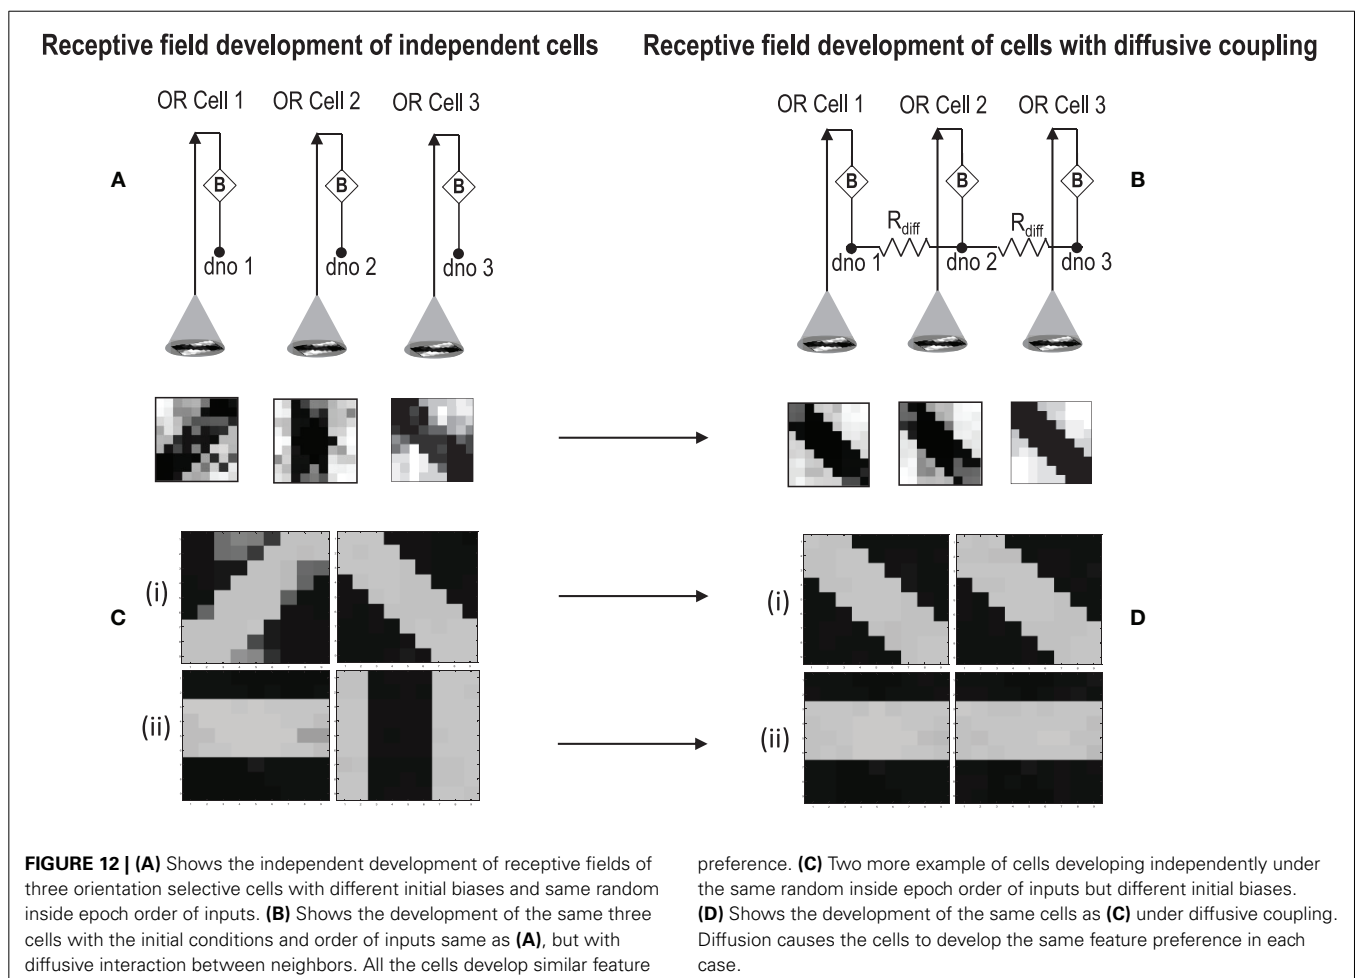 Receptive field development of independent cells
Receptive field development of cells with diffusive coupling
OR Cell 1 OR Cell 2 OR Cell 3
A
B B B
dno 1 dno 2 dno 3
OR Cell 1 OR Cell 2 OR Cell 3
B B B
B
Rdiff Rdiff
dno 1 dno 2 dno 3
C
(i)
(ii)
(i)
(ii)
D
FIGURE 12 | (A) Shows the independent development of receptive fields of
three orientation selective cells with different initial biases and same random
inside epoch order of inputs. (B) Shows the development of the same three
cells with the initial conditions and order of inputs same as (A), but with
diffusive interaction between neighbors. All the cells develop similar feature
preference. (C) Two more example of cells developing independently under
the same random inside epoch order of inputs but different initial biases.
(D) Shows the development of the same cells as (C) under diffusive coupling.
Diffusion causes the cells to develop the same feature preference in each
case.